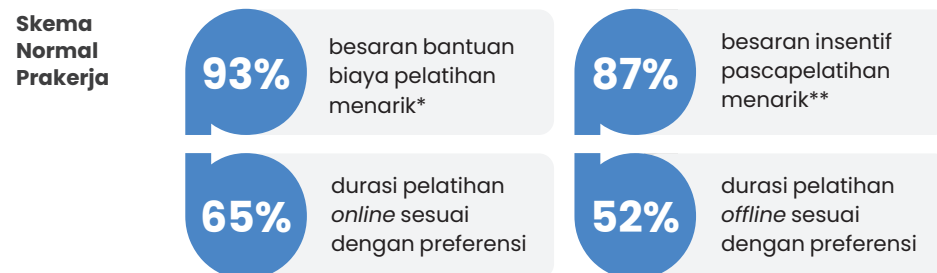 Skema
Normal
Prakerja
93%
besaran bantuan
biaya pelatihan
menarik*
87%
besaran insentif
pascapelatihan
menarik**
65%
durasi pelatihan
online sesuai
dengan preferensi
52%
durasi pelatihan
offline sesuai
dengan preferensi